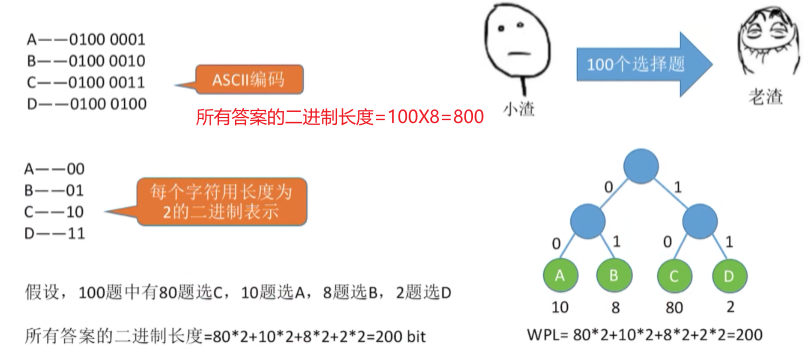 A——0100 0001
B——0100 0010
C——0100 0011
D——0100 0100
ASCII编码
所有答案的二进制长度=100X8=800
小渣
100个选择题
老渣
A——00
B——01
C——10
D——11
每个字符用长度为
2的二进制表示
假设，100题中有80题选C，10题选A，8题选B，2题选D
所有答案的二进制长度=80*2+10*2+8*2+2*2=200 bit
0 1
0 1 0 1
A B C D
10 8 80 2
WPL= 80*2+10*2+8*2+2*2=200